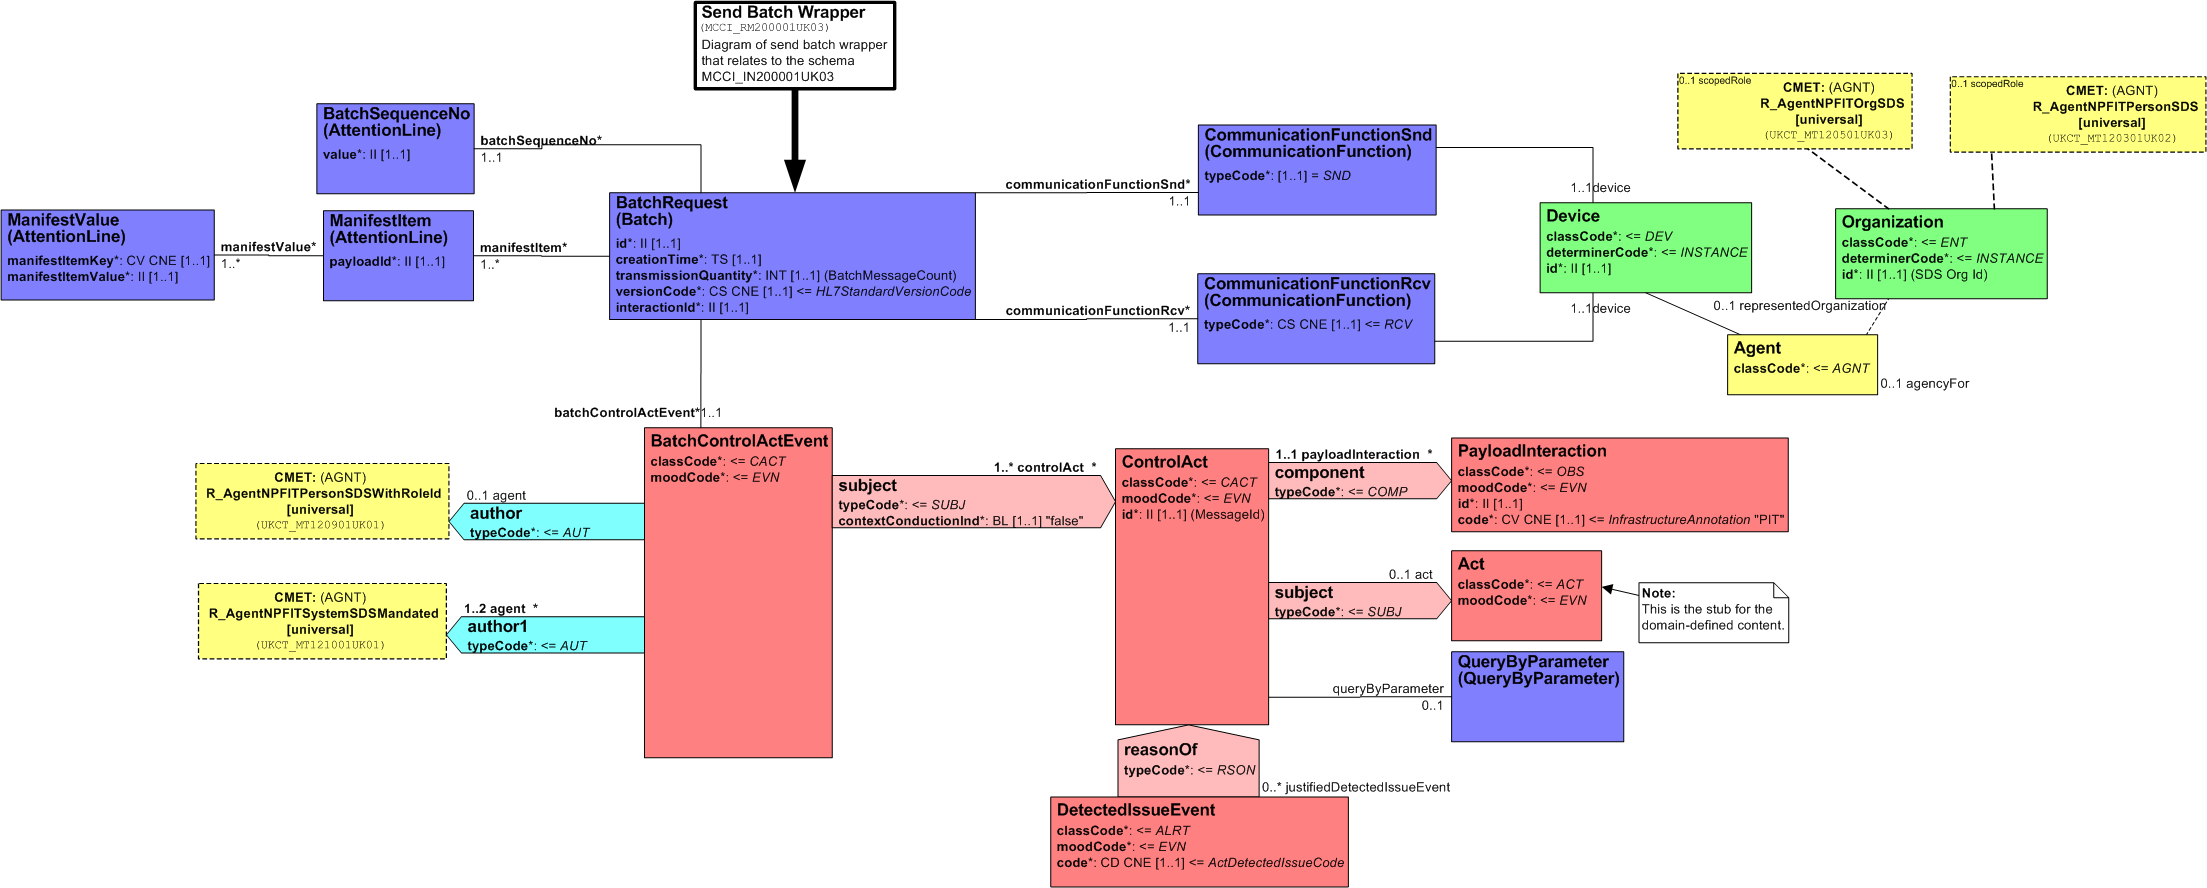 Send Batch Wrapper
(MCCI_RM200001UK03)
Diagram of send batch wrapper
that relates to the schema
MCCI_IN200001UK03
BatchSequenceNo
(AttentionLine)
value*: II [1..1]
batchSequenceNo*
1..1
ManifestValue
(AttentionLine)
manifestItemKey*: CV CNE [1..1]
manifestItemValue*: II [1..1]
manifestValue*
1..*
ManifestItem
(AttentionLine)
payloadId*: II [1..1]
manifestItem*
1..*
BatchRequest
(Batch)
id*: II [1..1]
creationTime*: TS [1..1]
transmissionQuantity*: INT [1..1] (BatchMessageCount)
versionCode*: CS CNE [1..1] <= HL7StandardVersionCode
interactionId*: II [1..1]
communicationFunctionSnd*
1..1
CommunicationFunctionSnd
(CommunicationFunction)
typeCode*: [1..1] = SND
communicationFunctionRcv*
1..1
CommunicationFunctionRcv
(CommunicationFunction)
typeCode*: CS CNE [1..1] <= RCV
1..1device
Device
classCode*: <= DEV
determinerCode*: <= INSTANCE
id*: II [1..1]
1..1device
0..1 scopedRole
CMET: (AGNT)
R_AgentNPFITOrgSDS
[universal]
(UKCT_MT120501UK03)
0..1 scopedRole
CMET: (AGNT)
R_AgentNPFITPersonSDS
[universal]
(UKCT_MT120301UK02)
Organization
classCode*: <= ENT
determinerCode*: <= INSTANCE
id*: II [1..1] (SDS Org Id)
0..1 representedOrganization
Agent
classCode*: <= AGNT
0..1 agencyFor
batchControlActEvent*1..1
BatchControlActEvent
classCode*: <= CACT
moodCode*: <= EVN
CMET: (AGNT)
R_AgentNPFITPersonSDSWithRoleId
[universal]
(UKCT_MT120901UK01)
0..1 agent
author
typeCode*: <= AUT
CMET: (AGNT)
R_AgentNPFITSystemSDSMandated
[universal]
(UKCT_MT121001UK01)
1..2 agent *
author1
typeCode*: <= AUT
1..* controlAct *
subject
typeCode*: <= SUBJ
contextConductionInd*: BL [1..1] "false"
ControlAct
classCode*: <= CACT
moodCode*: <= EVN
id*: II [1..1] (MessageId)
1..1 payloadInteraction *
component
typeCode*: <= COMP
PayloadInteraction
classCode*: <= OBS
moodCode*: <= EVN
id*: II [1..1]
code*: CV CNE [1..1] <= InfrastructureAnnotation "PIT"
0..1 act
subject
typeCode*: <= SUBJ
Act
classCode*: <= ACT
moodCode*: <= EVN
Note:
This is the stub for the
domain-defined content.
queryByParameter
0..1
QueryByParameter
(QueryByParameter)
reasonOf
typeCode*: <= RSON
0..* justifiedDetectedIssueEvent
DetectedIssueEvent
classCode*: <= ALRT
moodCode*: <= EVN
code*: CD CNE [1..1] <= ActDetectedIssueCode